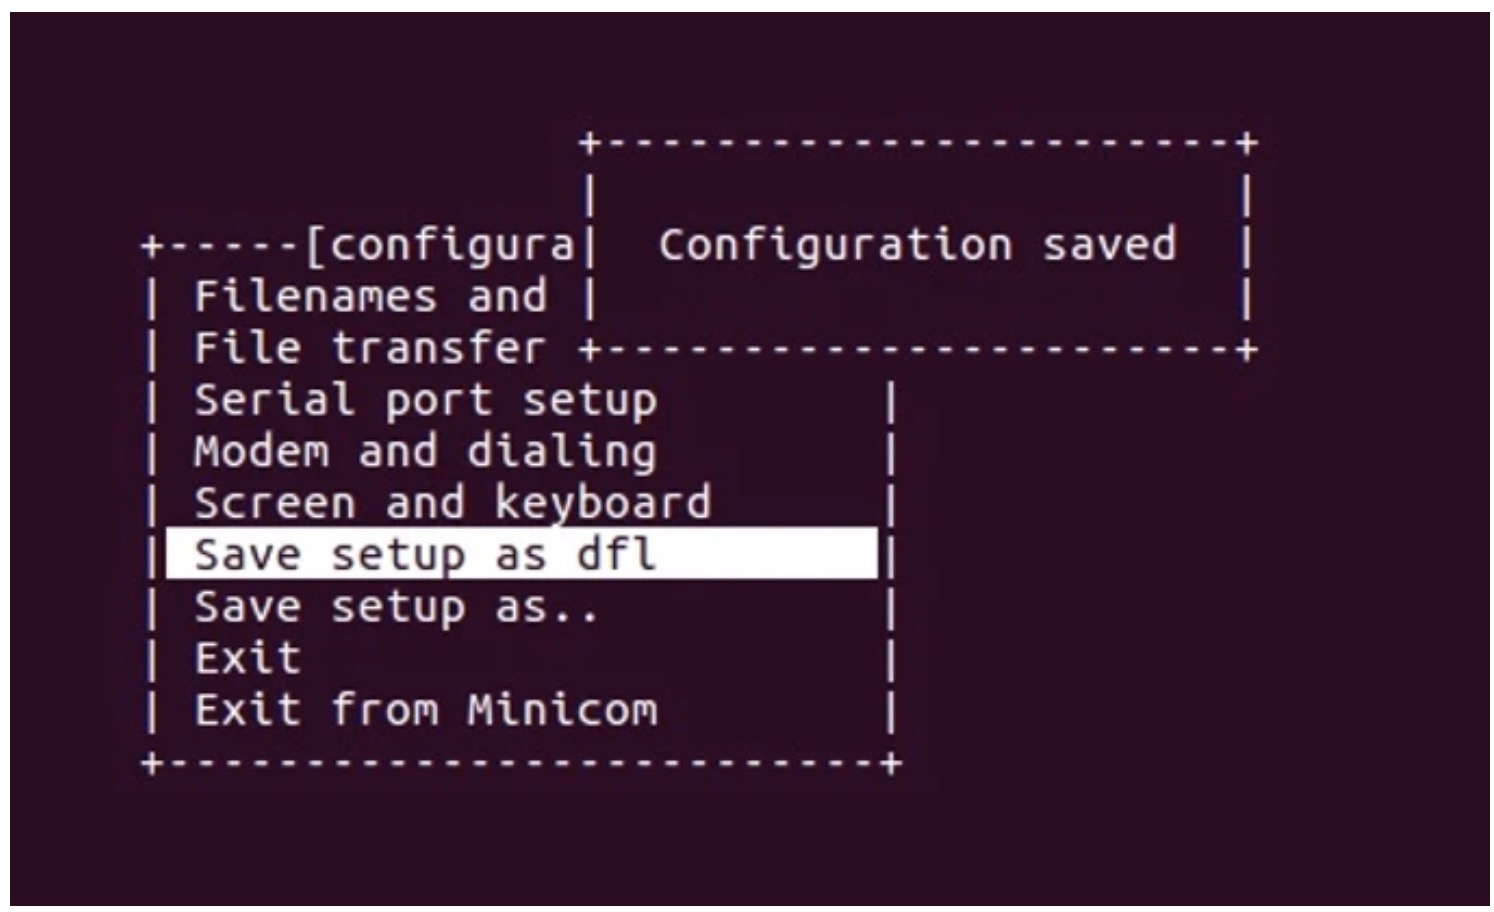 [configura
Configuration saved
Filenames and
File transfer
Serial port setup
Modem and dialing
Screen and keyboard
Save setup as dfl
Save setup as..
Exit
Exit from Minicom